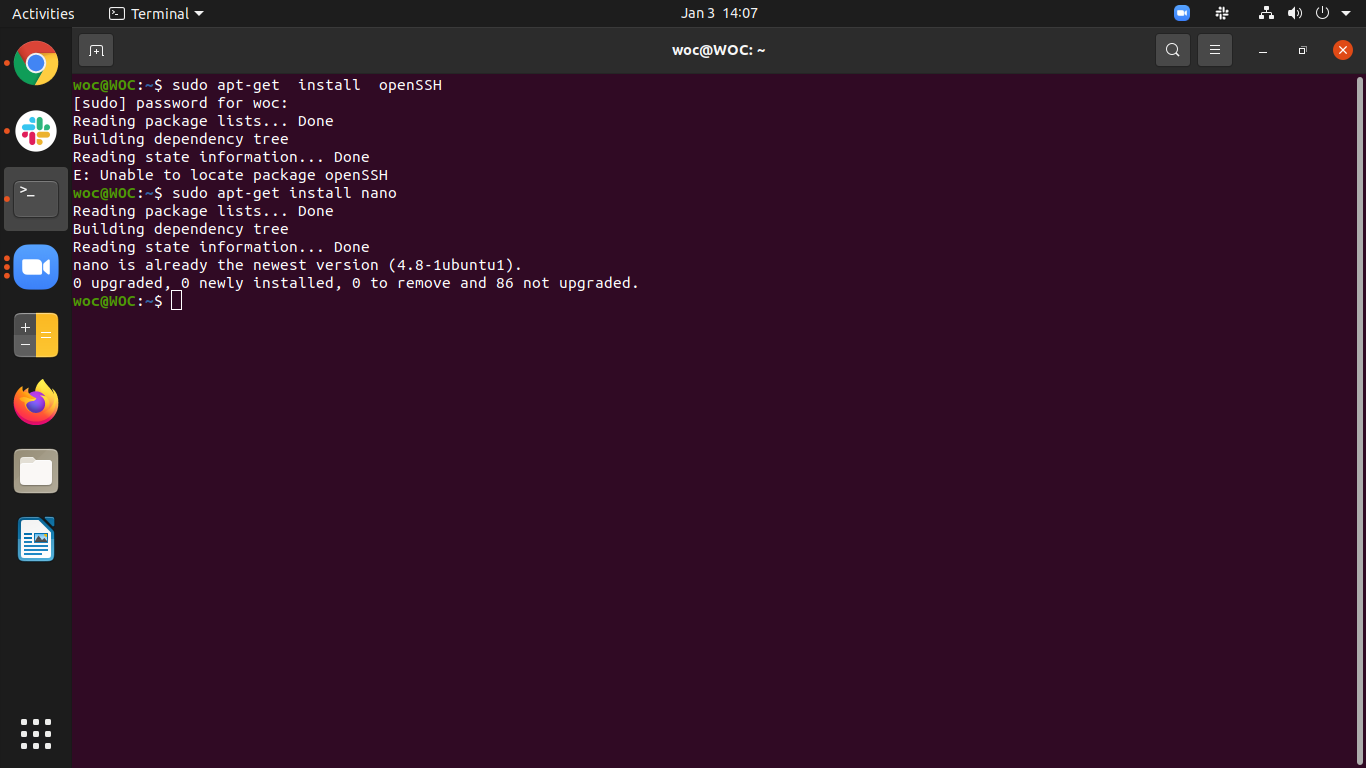 Activities
Terminal
Jan 3 14:07
woc@WOC: ~
woc@WOC:~$ sudo apt-get  install  openSSH
[sudo] password for woc:
Reading package lists... Done
Building dependency tree
Reading state information... Done
E: Unable to locate package openSSH
woc@WOC:~$ sudo apt-get install nano
Reading package lists... Done
Building dependency tree
Reading state information... Done
nano is already the newest version (4.8-1ubuntu1).
0 upgraded, 0 newly installed, 0 to remove and 86 not upgraded.
woc@WOC:~$